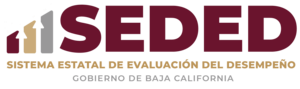 SEDED
SISTEMA ESTATAL DE EVALUACIÓN DEL DESEMPEÑO
GOBIERNO DE BAJA CALIFORNIA